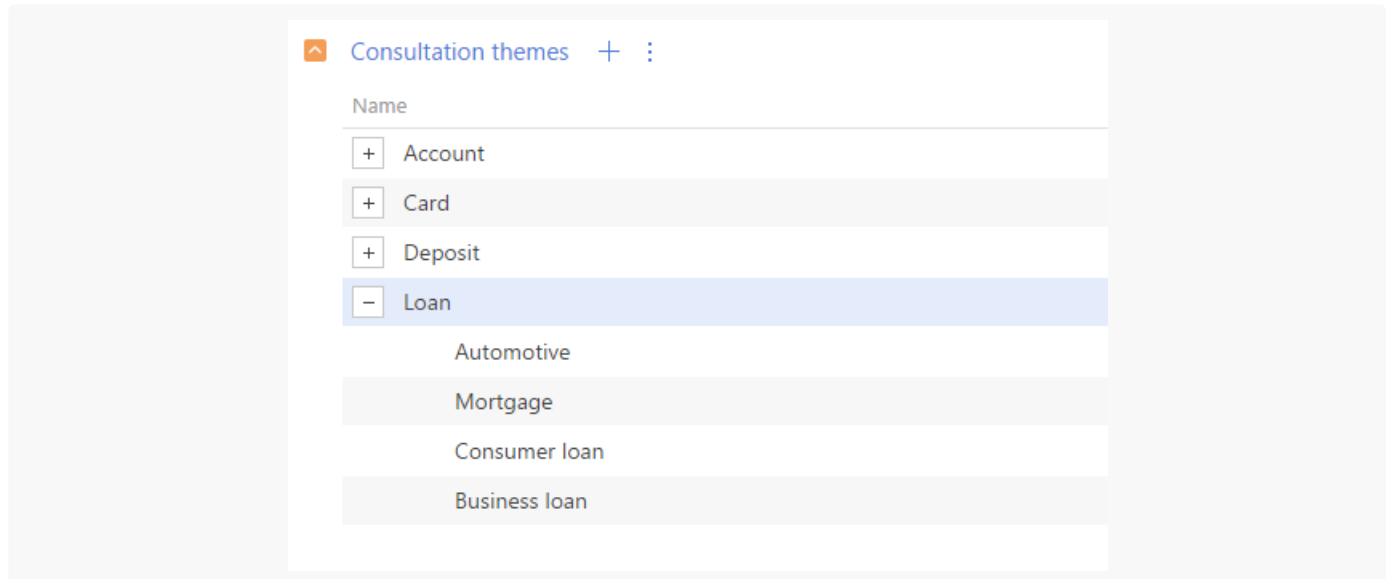 Consultation themes
Name
Account
Card
Deposit
Loan
Automotive
Mortgage
Consumer loan
Business loan